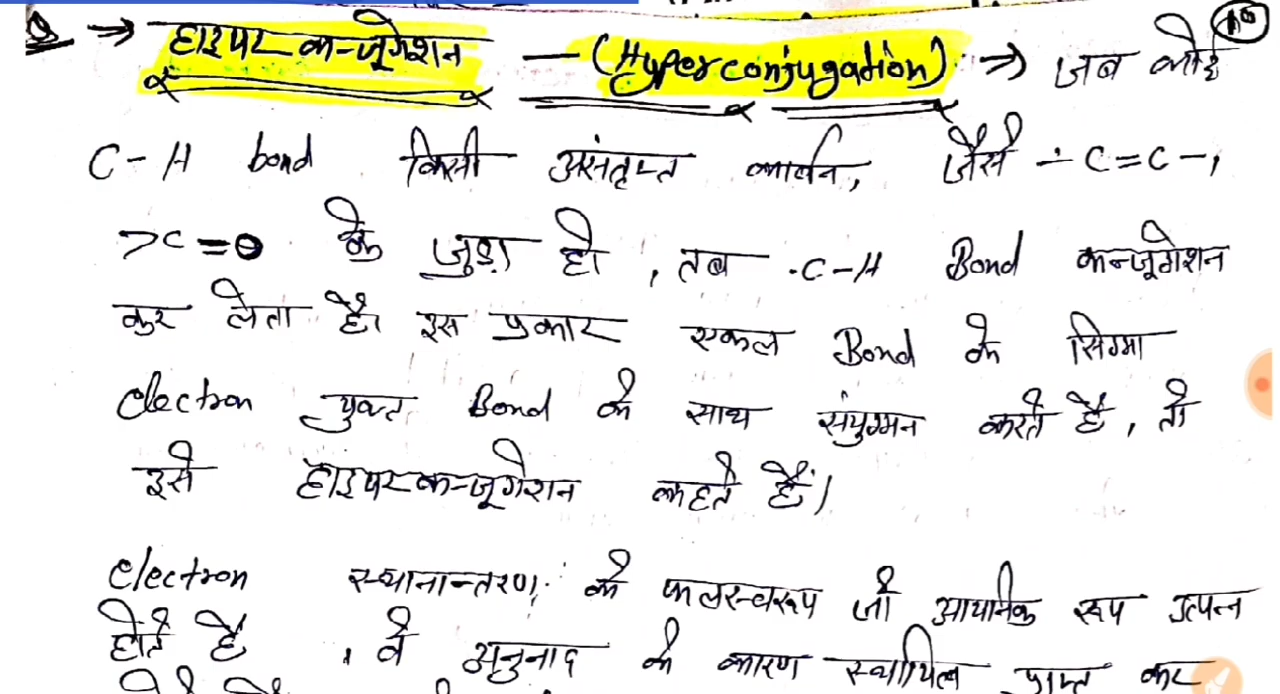 → हाइपर कन्जूगेशन — (Hyperconjugation) → जब कोई
C-H bond किसी असंतृप्त कार्बन, जैसे ÷ C=C-,
>C=O के जुड़ा हो, तब C-H Bond कन्जूगेशन
कर लेता है। इस प्रकार एकल Bond के सिग्मा
electron युक्त Bond के साथ संयुग्मन करते है, तो
इसे हाइपरकन्जूगेशन कहते हैं।
electron स्थानान्तरण के फलस्वरूप जो आयनिक रूप उत्पन्न
होते है, वे अनुनाद के कारण स्थायित्व प्राप्त कर